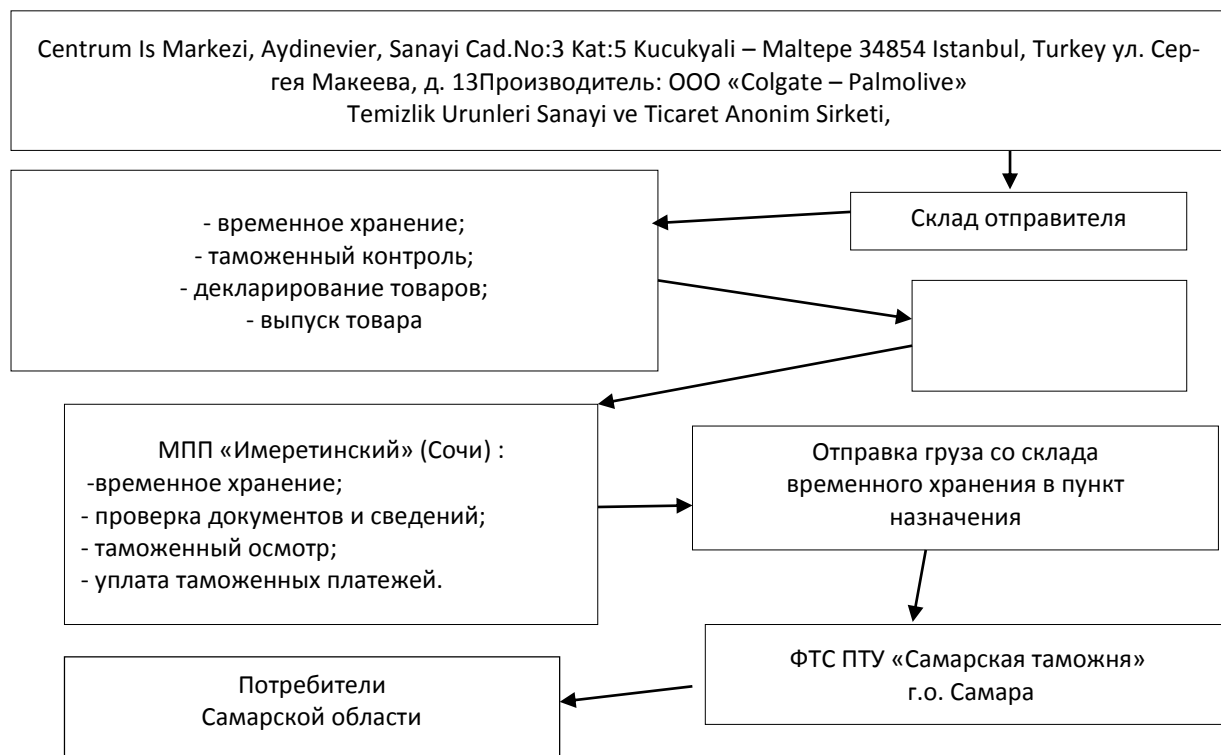 Centrum Is Markezi, Aydinevier, Sanayi Cad.No:3 Kat:5 Kucukyali – Maltepe 34854 Istanbul, Turkey ул. Сер-
гея Макеева, д. 13Производитель: ООО «Colgate – Palmolive»
Temizlik Urunleri Sanayi ve Ticaret Anonim Sirketi,
Склад отправителя
- временное хранение;
- таможенный контроль;
- декларирование товаров;
- выпуск товара
МПП «Имеретинский» (Сочи) :
-временное хранение;
- проверка документов и сведений;
- таможенный осмотр;
- уплата таможенных платежей.
Отправка груза со склада
временного хранения в пункт
назначения
ФТС ПТУ «Самарская таможня»
г.о. Самара
Потребители
Самарской области